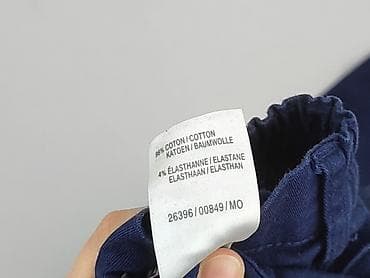 96% COTON/COTTON
KATOEN/BAUMWOLLE
4% ÉLASTHANNE/ELASTANE
ELASTHAAN/ELASTHAN
26396/00849/MO